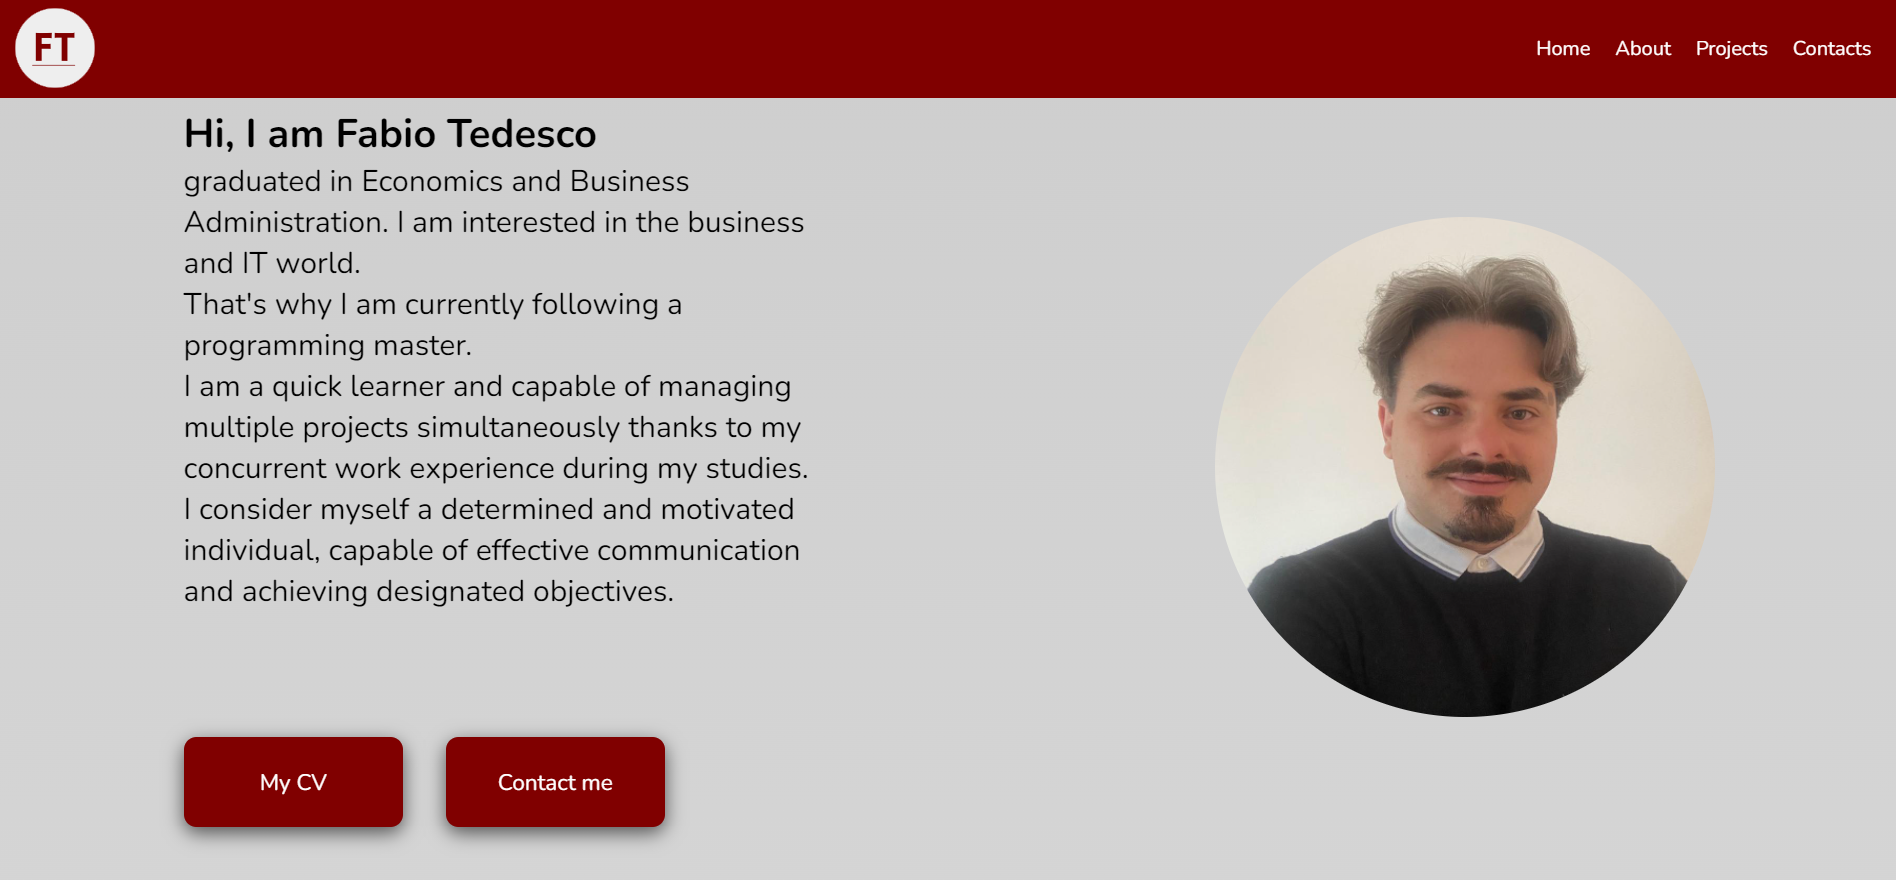 FT
Home About Projects Contacts
Hi, I am Fabio Tedesco
graduated in Economics and Business
Administration. I am interested in the business
and IT world.
That's why I am currently following a
programming master.
I am a quick learner and capable of managing
multiple projects simultaneously thanks to my
concurrent work experience during my studies.
I consider myself a determined and motivated
individual, capable of effective communication
and achieving designated objectives.
My CV
Contact me